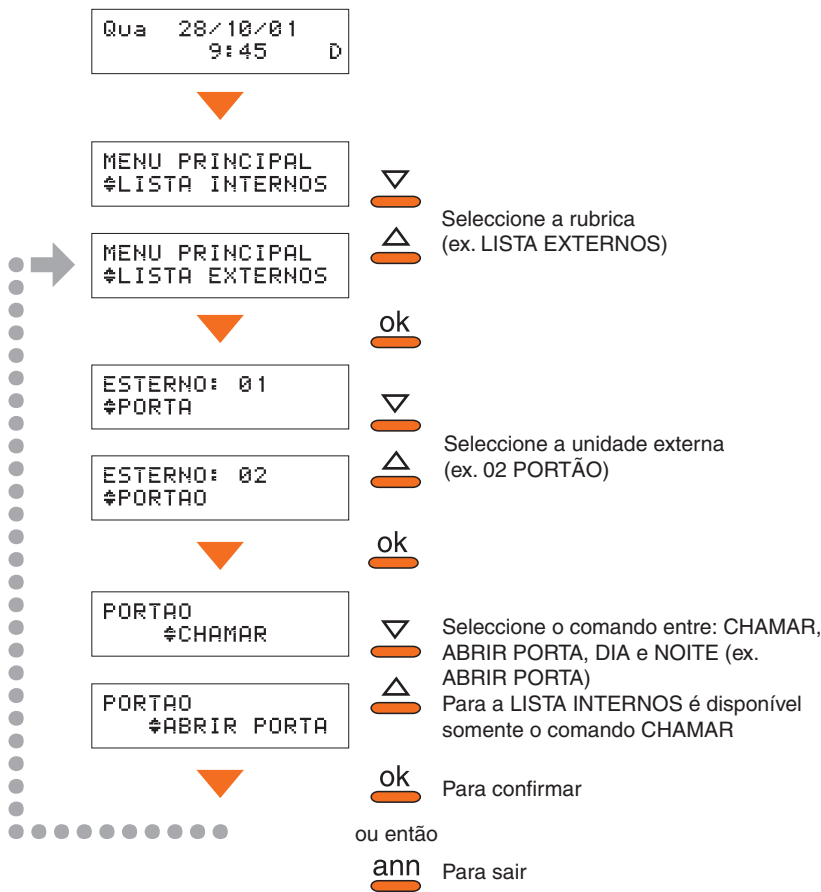 Qua 28/10/01
9:45 D
MENU PRINCIPAL
LISTA INTERNOS
Seleccione a rubrica
(ex. LISTA EXTERNOS)
MENU PRINCIPAL
LISTA EXTERNOS
ok
ESTERNO: 01
PORTA
Seleccione a unidade externa
(ex. 02 PORTÃO)
ESTERNO: 02
PORTAO
ok
PORTAO
CHAMAR
Seleccione o comando entre: CHAMAR,
ABRIR PORTA, DIA e NOITE (ex.
ABRIR PORTA)
Para a LISTA INTERNOS é disponível
somente o comando CHAMAR
PORTAO
ABRIR PORTA
ok Para confirmar
ou então
ann Para sair